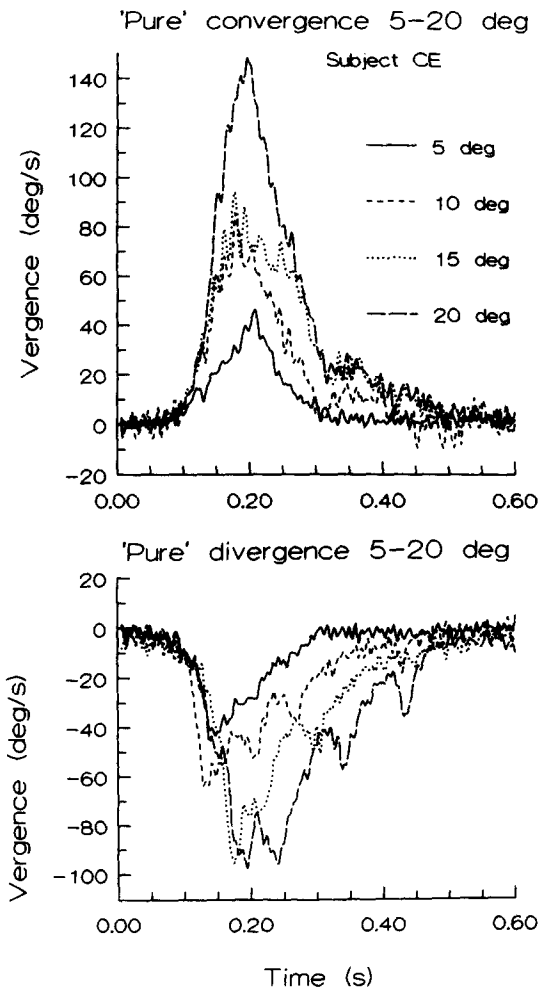 'Pure' convergence 5-20 deg
Subject CE
5 deg
10 deg
15 deg
20 deg
Vergence (deg/s)
140
120
100
80
60
40
20
0
-20
0.00 0.20 0.40 0.60
'Pure' divergence 5-20 deg
Vergence (deg/s)
20
0
-20
-40
-60
-80
-100
0.00 0.20 0.40 0.60
Time (s)